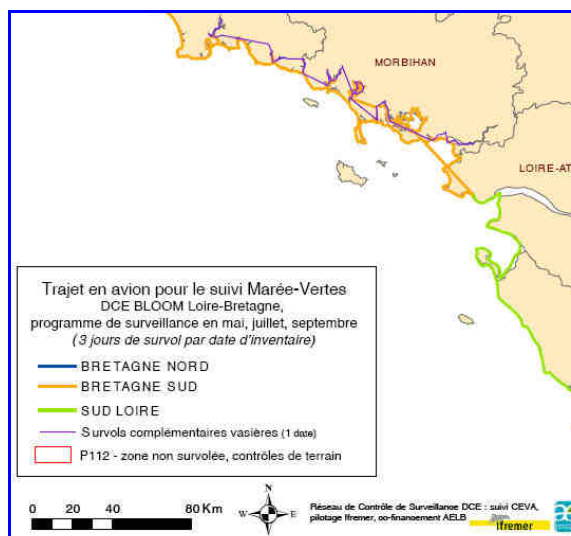 MORBIHAN
LOIRE-AT
Trajet en avion pour le suivi Marée-Vertes
DCE BLOOM Loire-Bretagne,
programme de surveillance en mai, juillet, septembre
(3 jours de survol par date d'inventaire)
BRETAGNE NORD
BRETAGNE SUD
SUD LOIRE
Survols complémentaires vasières (1 date)
P112 - zone non survolée, contrôles de terrain
N
W E
S
0 20 40 80 Km
Réseau de Contrôle de Surveillance DCE : suivi CEVA,
pilotage Ifremer, co-financement AELB
Ifremer